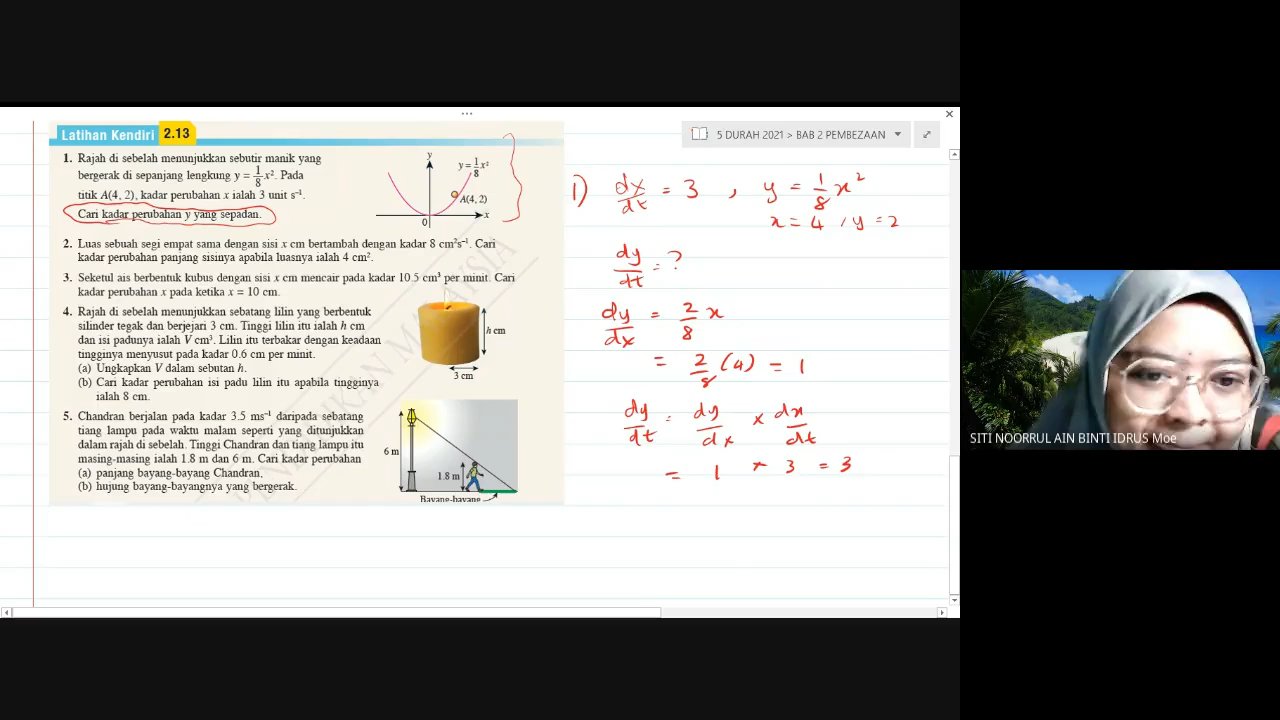 Latihan Kendiri 2.13
1. Rajah di sebelah menunjukkan sebutir manik yang
bergerak di sepanjang lengkung y = 1/8 x². Pada
titik A(4, 2), kadar perubahan x ialah 3 unit s⁻¹.
Cari kadar perubahan y yang sepadan.
y
y = 1/8 x²
A(4, 2)
0
x
2. Luas sebuah segi empat sama dengan sisi x cm bertambah dengan kadar 8 cm²s⁻¹. Cari
kadar perubahan panjang sisinya apabila luasnya ialah 4 cm².
3. Seketul ais berbentuk kubus dengan sisi x cm mencair pada kadar 10.5 cm³ per minit. Cari
kadar perubahan x pada ketika x = 10 cm.
4. Rajah di sebelah menunjukkan sebatang lilin yang berbentuk
silinder tegak dan berjejari 3 cm. Tinggi lilin itu ialah h cm
dan isi padunya ialah V cm³. Lilin itu terbakar dengan keadaan
tingginya menyusut pada kadar 0.6 cm per minit.
(a) Ungkapkan V dalam sebutan h.
(b) Cari kadar perubahan isi padu lilin itu apabila tingginya
ialah 8 cm.
h cm
3 cm
5. Chandran berjalan pada kadar 3.5 ms⁻¹ daripada sebatang
tiang lampu pada waktu malam seperti yang ditunjukkan
dalam rajah di sebelah. Tinggi Chandran dan tiang lampu itu
masing-masing ialah 1.8 m dan 6 m. Cari kadar perubahan
(a) panjang bayang-bayang Chandran,
(b) hujung bayang-bayangnya yang bergerak.
6 m
1.8 m
Bayang-bayang
5 DURAH 2021 > BAB 2 PEMBEZAAN
1) dx/dt = 3 , y = 1/8 x²
x = 4 , y = 2
dy/dt = ?
dy/dx = 2/8 x
= 2/8 (4) = 1
dy/dt = dy/dx × dx/dt
= 1 × 3 = 3
SITI NOORRUL AIN BINTI IDRUS Moe